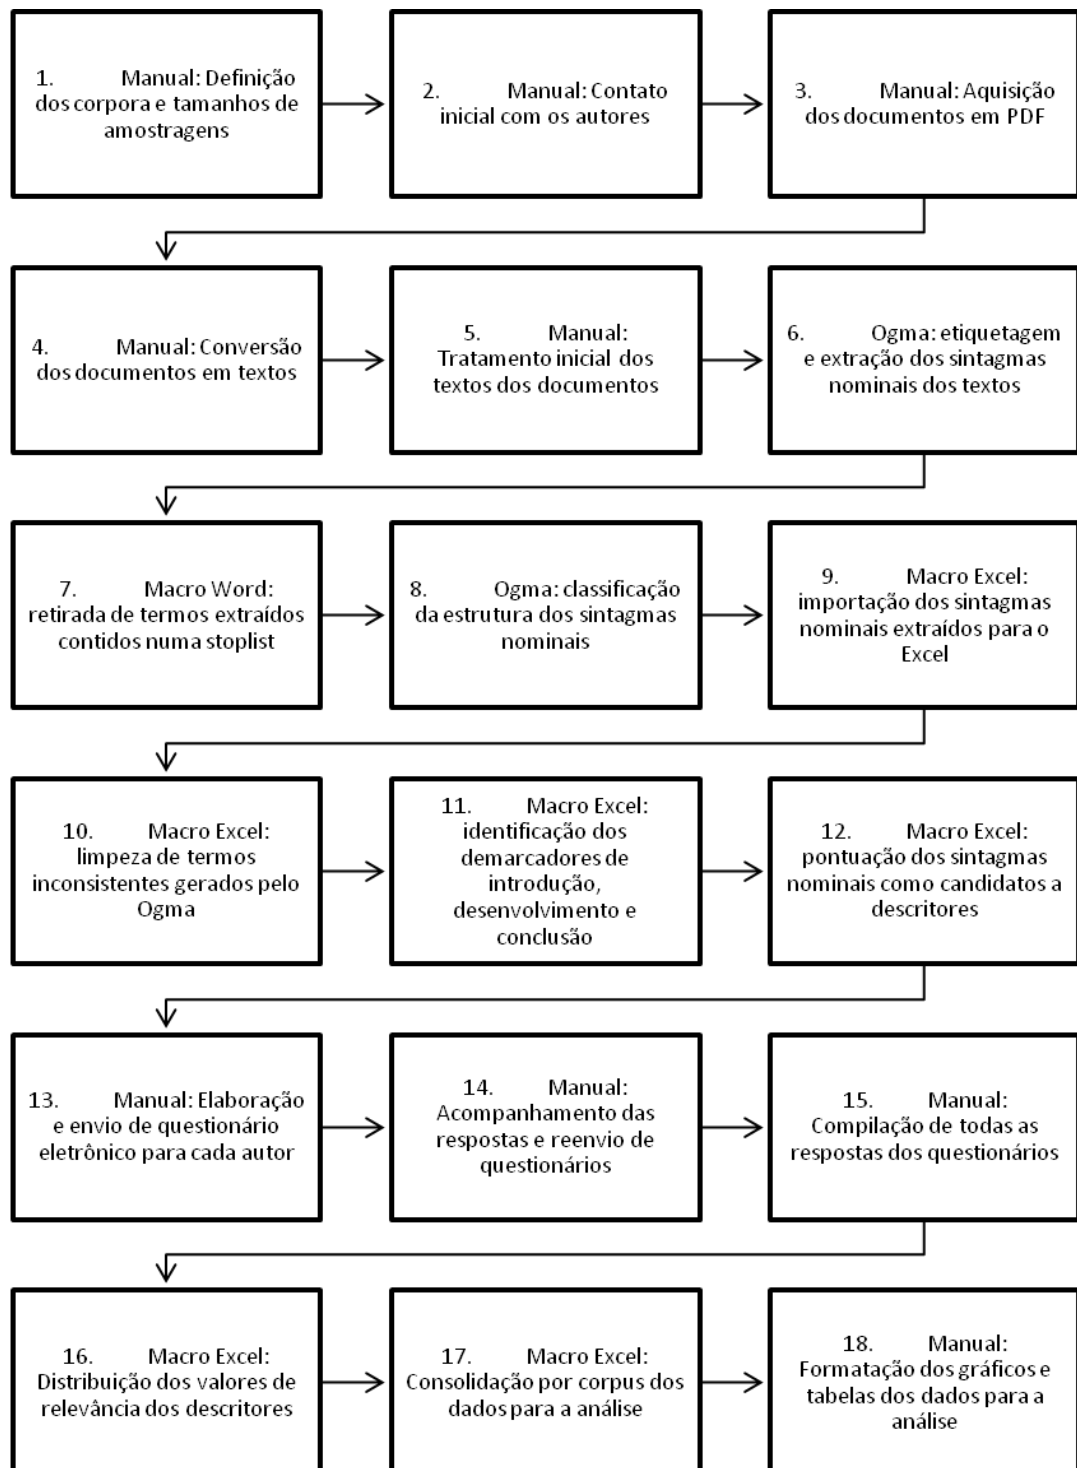 1. Manual: Definição
dos corpora e tamanhos de
amostragens
2. Manual: Contato
inicial com os autores
3. Manual: Aquisição
dos documentos em PDF
4. Manual: Conversão
dos documentos em textos
5. Manual:
Tratamento inicial dos
textos dos documentos
6. Ogma: etiquetagem
e extração dos sintagmas
nominais dos textos
7. Macro Word:
retirada de termos extraídos
contidos numa stoplist
8. Ogma: classificação
da estrutura dos sintagmas
nominais
9. Macro Excel:
importação dos sintagmas
nominais extraídos para o
Excel
10. Macro Excel:
limpeza de termos
inconsistentes gerados pelo
Ogma
11. Macro Excel:
identificação dos
demarcadores de
introdução,
desenvolvimento e
conclusão
12. Macro Excel:
pontuação dos sintagmas
nominais como candidatos a
descritores
13. Manual: Elaboração
e envio de questionário
eletrônico para cada autor
14. Manual:
Acompanhamento das
respostas e reenvio de
questionários
15. Manual:
Compilação de todas as
respostas dos questionários
16. Macro Excel:
Distribuição dos valores de
relevância dos descritores
17. Macro Excel:
Consolidação por corpus dos
dados para a análise
18. Manual:
Formatação dos gráficos e
tabelas dos dados para a
análise